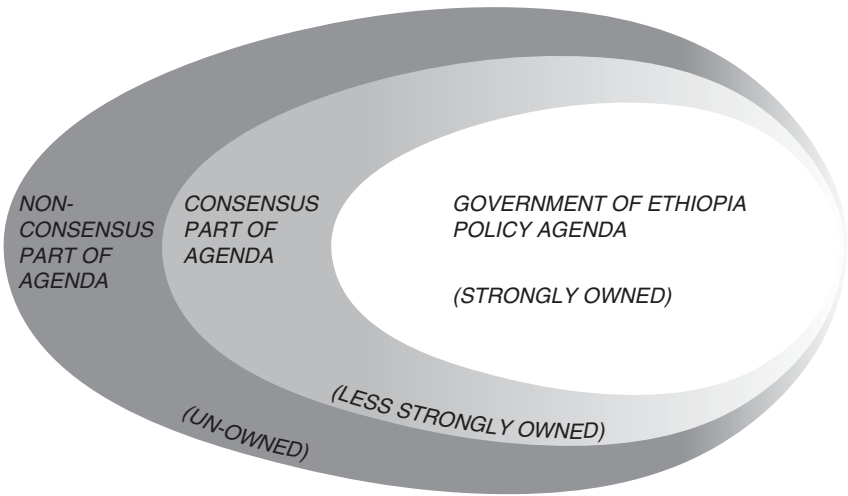 NON-
CONSENSUS
PART OF
AGENDA
CONSENSUS
PART OF
AGENDA
GOVERNMENT OF ETHIOPIA
POLICY AGENDA
(STRONGLY OWNED)
(LESS STRONGLY OWNED)
(UN-OWNED)